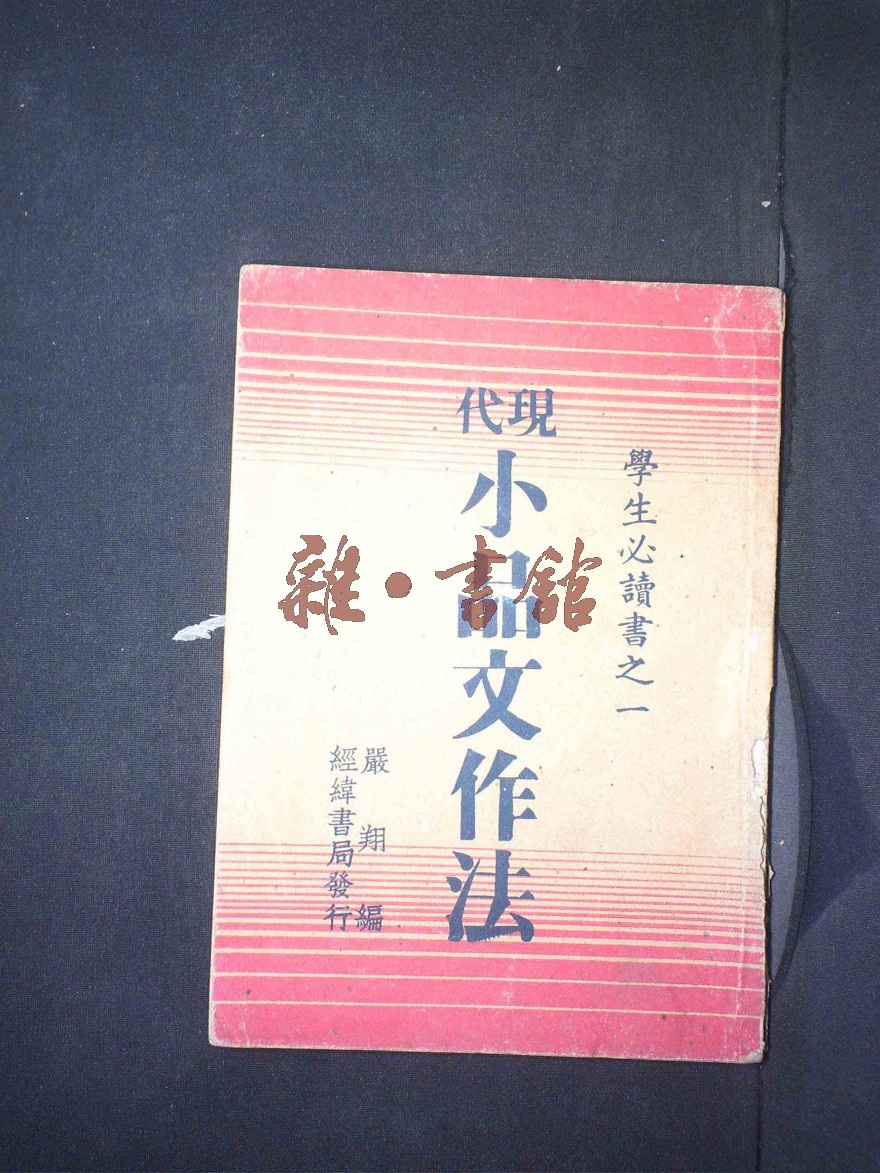 學生必讀書之一
現代
小品文作法
嚴翔編
經緯書局發行
雜·書館